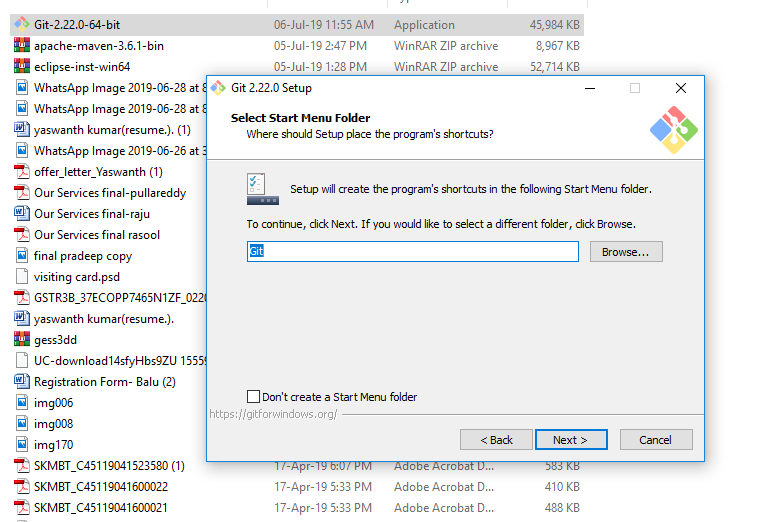 Git-2.22.0-64-bit 06-Jul-19 11:55 AM Application 45,984 KB
apache-maven-3.6.1-bin 05-Jul-19 2:47 PM WinRAR ZIP archive 8,967 KB
eclipse-inst-win64 05-Jul-19 1:28 PM WinRAR ZIP archive 52,714 KB
WhatsApp Image 2019-06-28 at 8
WhatsApp Image 2019-06-28 at 8
yaswanth kumar(resume.). (1)
WhatsApp Image 2019-06-26 at 3
offer_letter_Yaswanth (1)
Our Services final-pullareddy
Our Services final-raju
Our Services final rasool
final pradeep copy
visiting card.psd
GSTR3B_37ECOPP7465N1ZF_0220
yaswanth kumar(resume.).
gess3dd
UC-download14sfyHbs9ZU 15559
Registration Form- Balu (2)
img006
img008
img170
SKMBT_C45119041523580 (1) 17-Apr-19 6:07 PM Adobe Acrobat D... 583 KB
SKMBT_C45119041600022 17-Apr-19 5:33 PM Adobe Acrobat D... 410 KB
SKMBT_C45119041600021 17-Apr-19 5:33 PM Adobe Acrobat D... 488 KB
Git 2.22.0 Setup
Select Start Menu Folder
Where should Setup place the program's shortcuts?
Setup will create the program's shortcuts in the following Start Menu folder.
To continue, click Next. If you would like to select a different folder, click Browse.
Git
Browse...
Don't create a Start Menu folder
https://gitforwindows.org/
< Back Next > Cancel